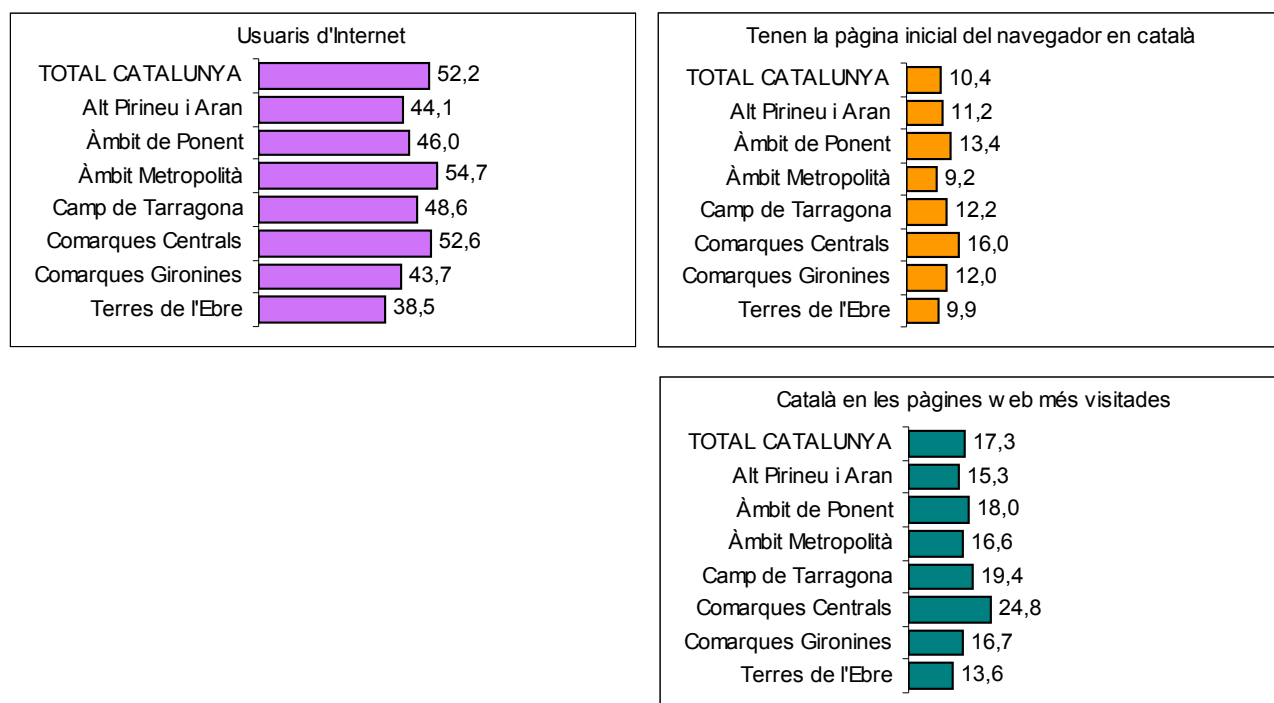 Usuaris d'Internet
TOTAL CATALUNYA 52,2
Alt Pirineu i Aran 44,1
Àmbit de Ponent 46,0
Àmbit Metropolità 54,7
Camp de Tarragona 48,6
Comarques Centrals 52,6
Comarques Gironines 43,7
Terres de l'Ebre 38,5
Tenen la pàgina inicial del navegador en català
TOTAL CATALUNYA 10,4
Alt Pirineu i Aran 11,2
Àmbit de Ponent 13,4
Àmbit Metropolità 9,2
Camp de Tarragona 12,2
Comarques Centrals 16,0
Comarques Gironines 12,0
Terres de l'Ebre 9,9
Català en les pàgines web més visitades
TOTAL CATALUNYA 17,3
Alt Pirineu i Aran 15,3
Àmbit de Ponent 18,0
Àmbit Metropolità 16,6
Camp de Tarragona 19,4
Comarques Centrals 24,8
Comarques Gironines 16,7
Terres de l'Ebre 13,6